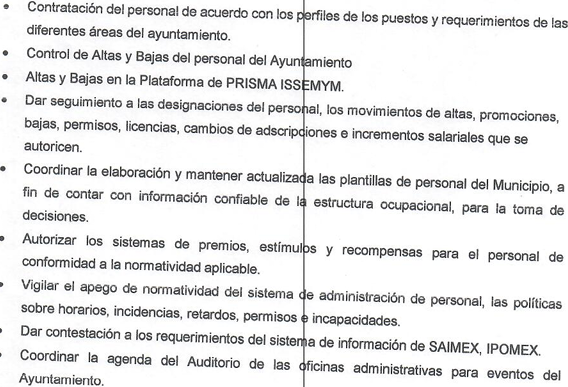 • Contratación del personal de acuerdo con los perfiles de los puestos y requerimientos de las
diferentes áreas del ayuntamiento.
• Control de Altas y Bajas del personal del Ayuntamiento
• Altas y Bajas en la Plataforma de PRISMA ISSEMYM.
• Dar seguimiento a las designaciones del personal, los movimientos de altas, promociones,
bajas, permisos, licencias, cambios de adscripciones e incrementos salariales que se
autoricen.
• Coordinar la elaboración y mantener actualizada las plantillas de personal del Municipio, a
fin de contar con información confiable de la estructura ocupacional, para la toma de
decisiones.
• Autorizar los sistemas de premios, estímulos y recompensas para el personal de
conformidad a la normatividad aplicable.
• Vigilar el apego de normatividad del sistema de administración de personal, las políticas
sobre horarios, incidencias, retardos, permisos e incapacidades.
• Dar contestación a los requerimientos del sistema de información de SAIMEX, IPOMEX.
• Coordinar la agenda del Auditorio de las oficinas administrativas para eventos del
Ayuntamiento.